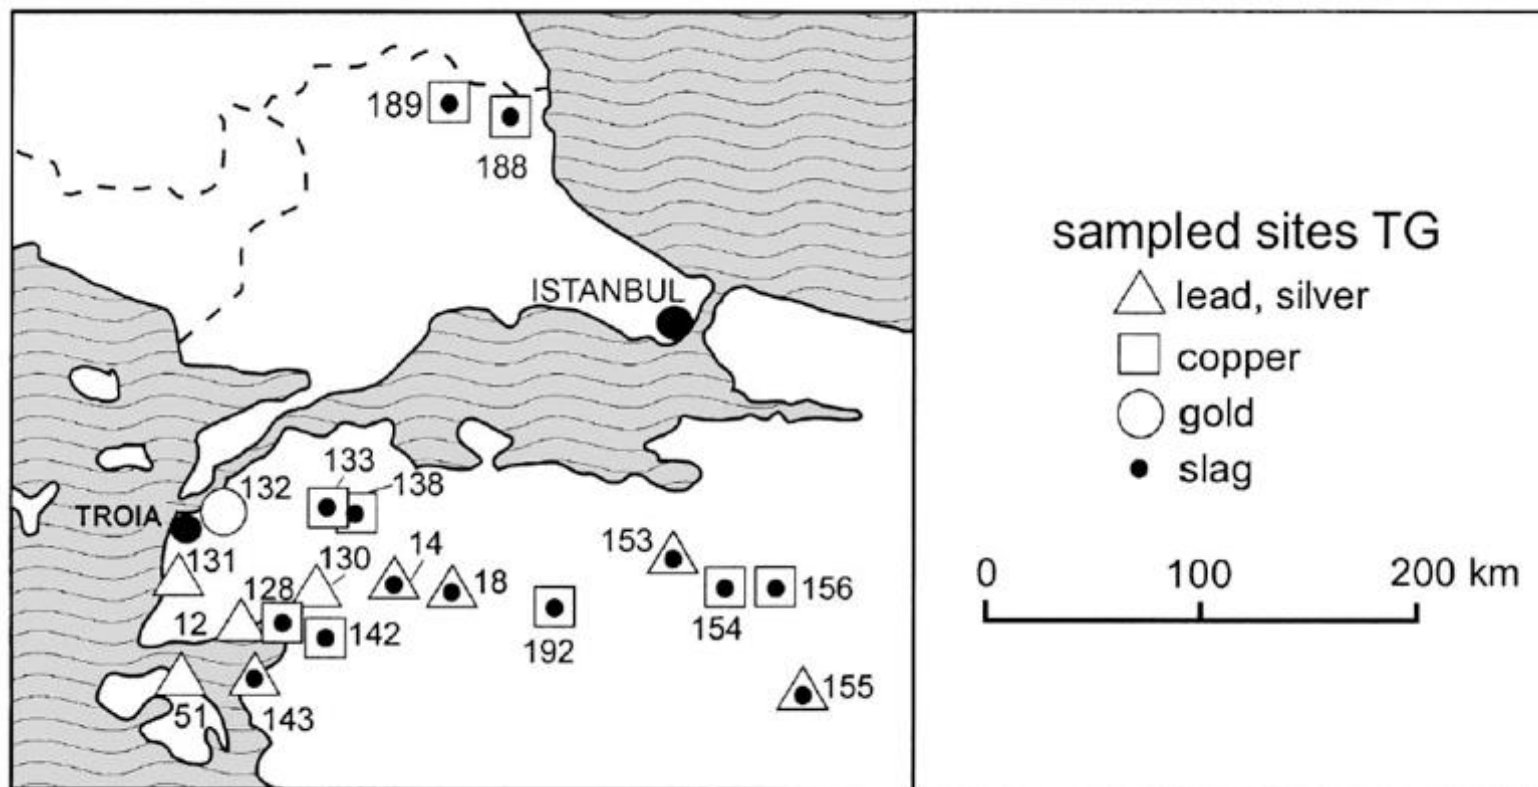 189
188
ISTANBUL
133
132
138
TROIA
131
130
14
153
128
18
156
12
142
154
192
155
51
143
sampled sites TG
lead, silver
copper
gold
slag
0 100 200 km